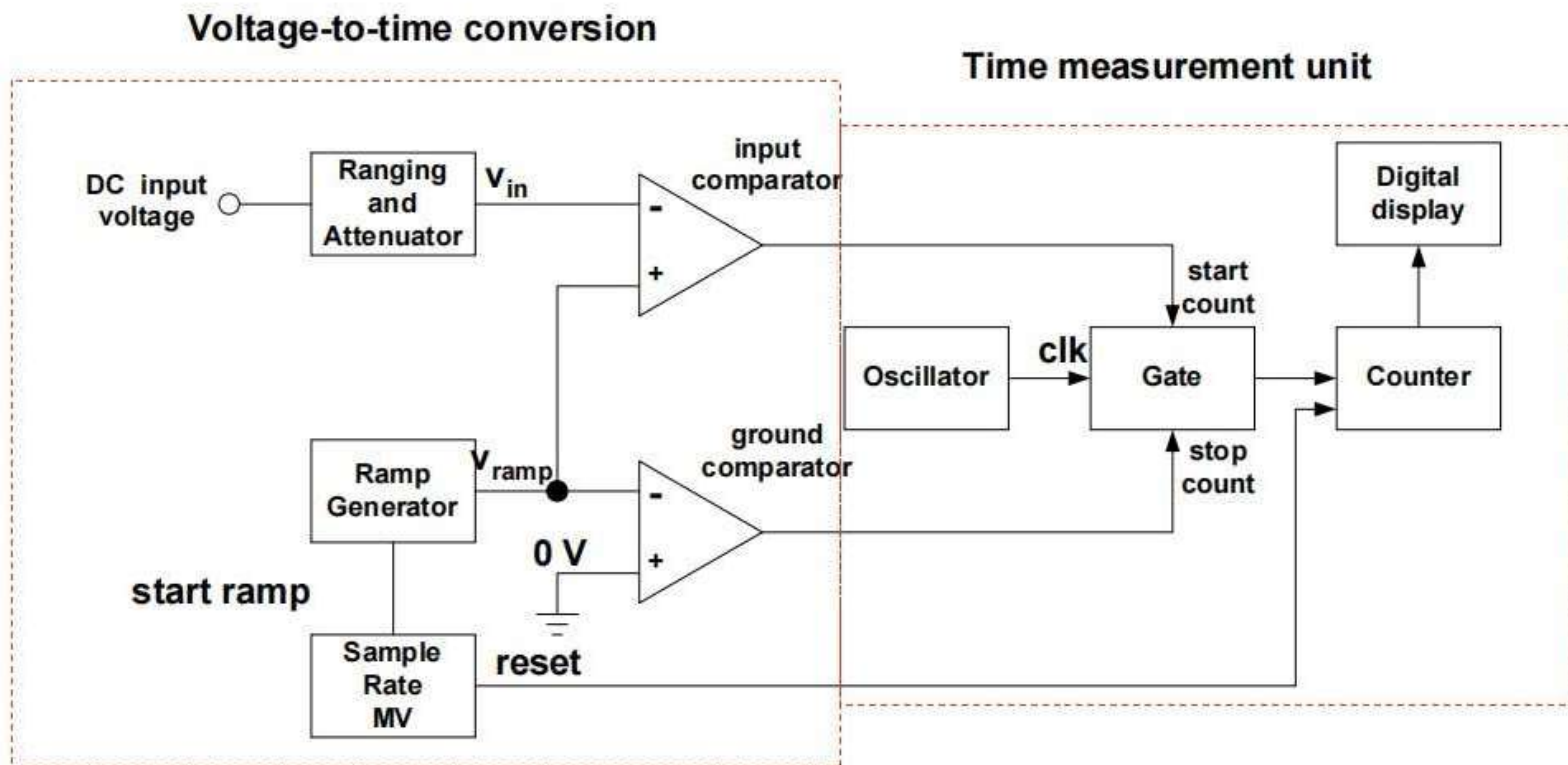 Voltage-to-time conversion
Time measurement unit
DC input
voltage
Ranging
and
Attenuator
vin
input
comparator
-
+
Digital
display
start
count
Oscillator
clk
Gate
Counter
stop
count
Ramp
Generator
vramp
ground
comparator
-
+
0 V
start ramp
Sample
Rate
MV
reset